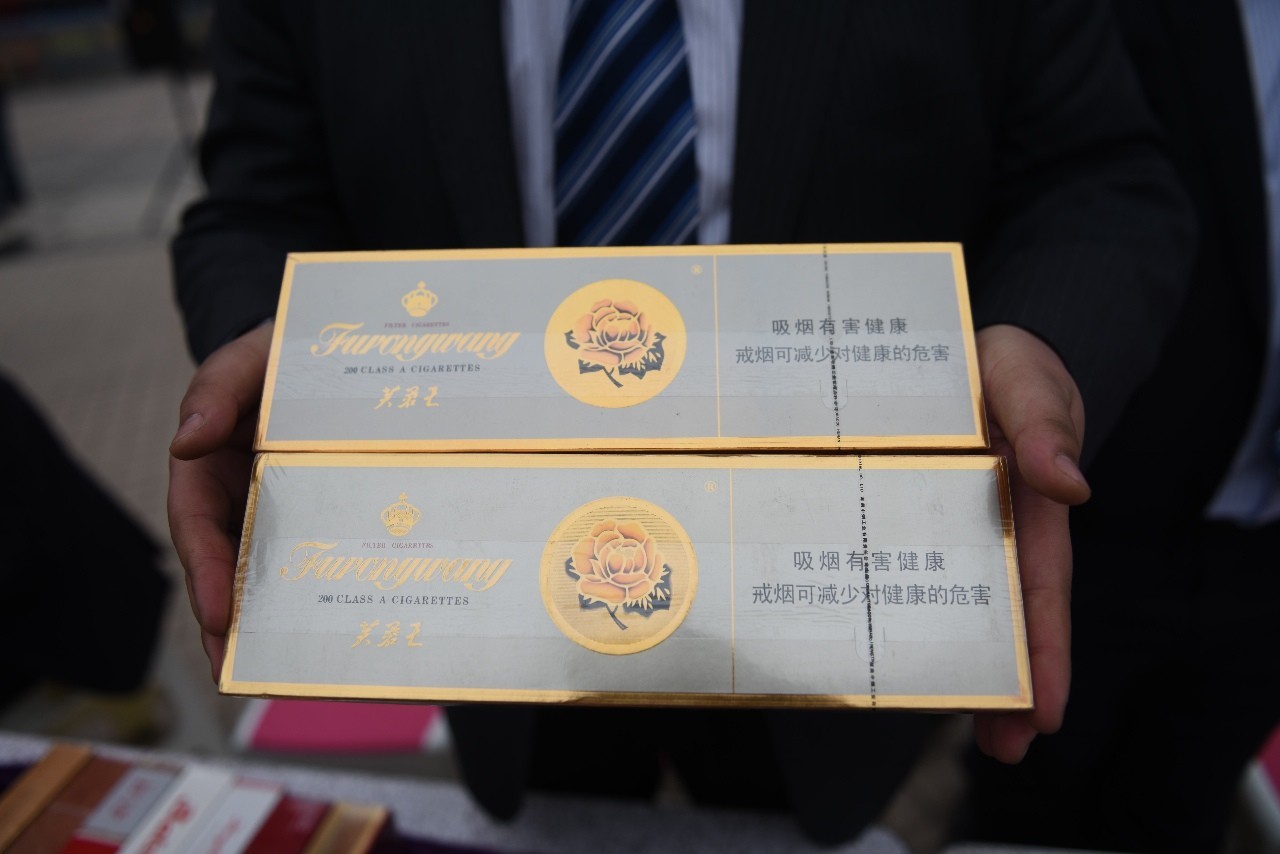 ®
FILTER CIGARETTES
Furongwang
200 CLASS A CIGARETTES
芙蓉王
吸烟有害健康
戒烟可减少对健康的危害
®
FILTER CIGARETTES
Furongwang
200 CLASS A CIGARETTES
芙蓉王
吸烟有害健康
戒烟可减少对健康的危害